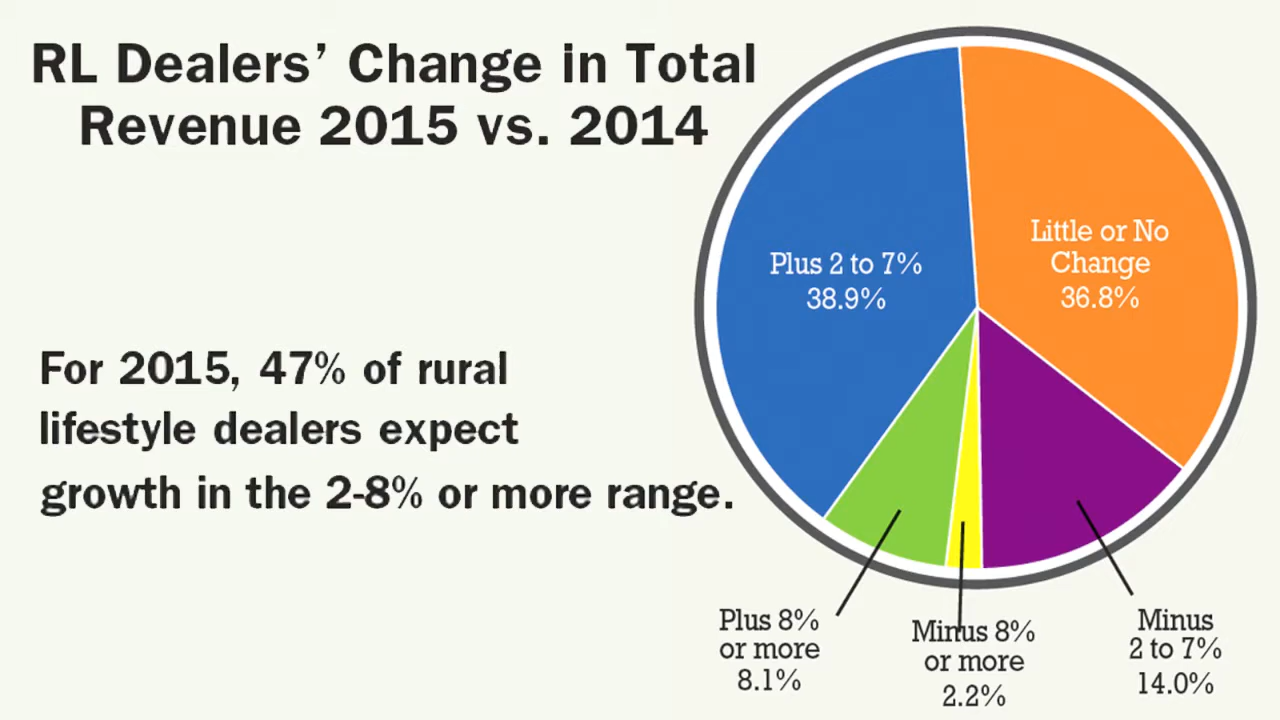 RL Dealers’ Change in Total
Revenue 2015 vs. 2014
For 2015, 47% of rural
lifestyle dealers expect
growth in the 2-8% or more range.
Plus 2 to 7%
38.9%
Little or No
Change
36.8%
Plus 8%
or more
8.1%
Minus 8%
or more
2.2%
Minus
2 to 7%
14.0%